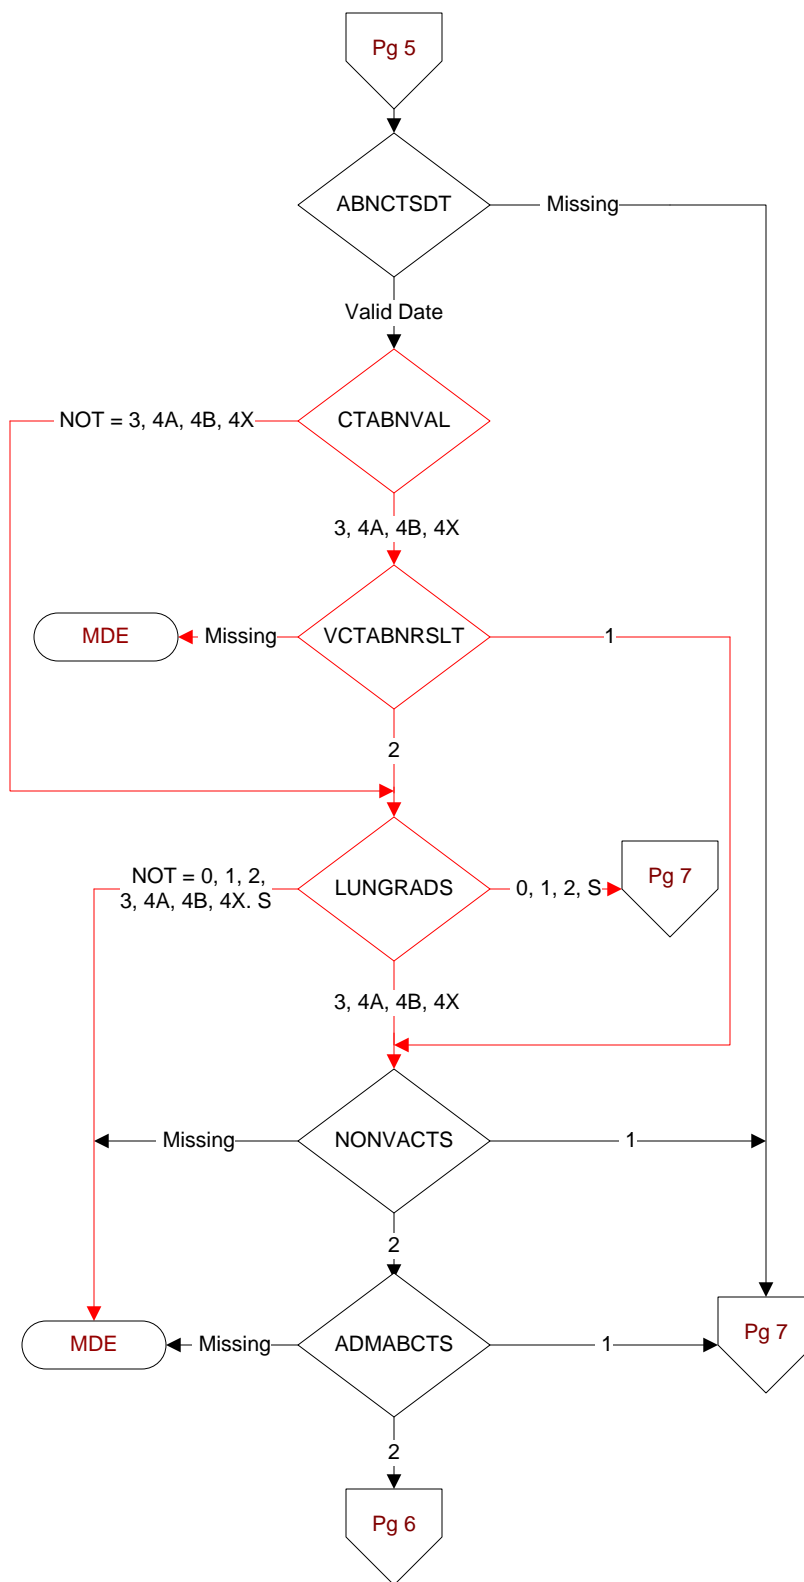 Pg 5
ABNCTSDT
Missing
Valid Date
NOT = 3, 4A, 4B, 4X
CTABNVAL
3, 4A, 4B, 4X
MDE
Missing
VCTABNRSLT
1
2
NOT = 0, 1, 2,
3, 4A, 4B, 4X. S
LUNGRADS
0, 1, 2, S
Pg 7
3, 4A, 4B, 4X
Missing
NONVACTS
1
2
MDE
Missing
ADMABCTS
1
Pg 7
2
Pg 6